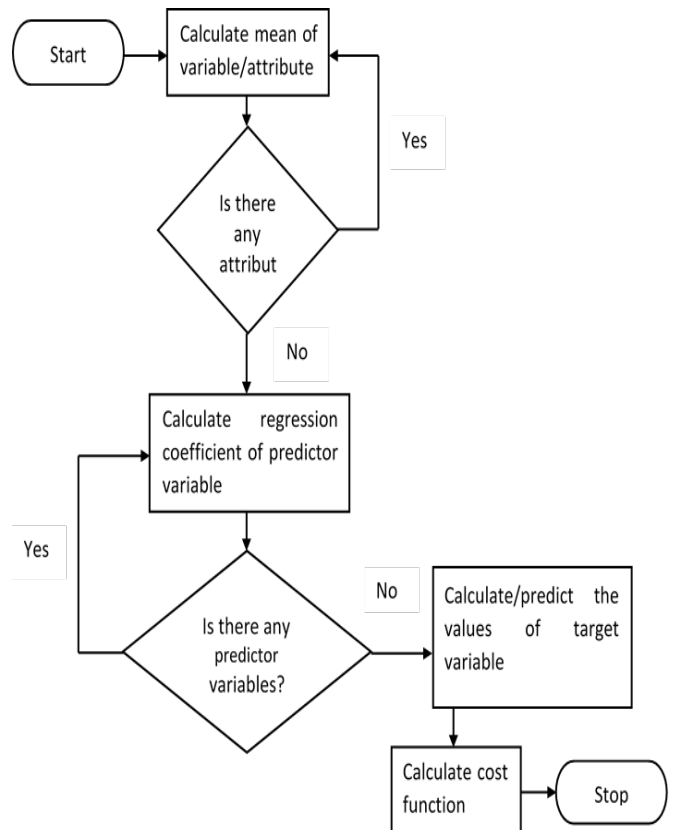 Start
Calculate mean of
variable/attribute
Yes
Is there
any
attribut
No
Calculate regression
coefficient of predictor
variable
Yes
Is there any
predictor
variables?
No
Calculate/predict the
values of target
variable
Calculate cost
function
Stop